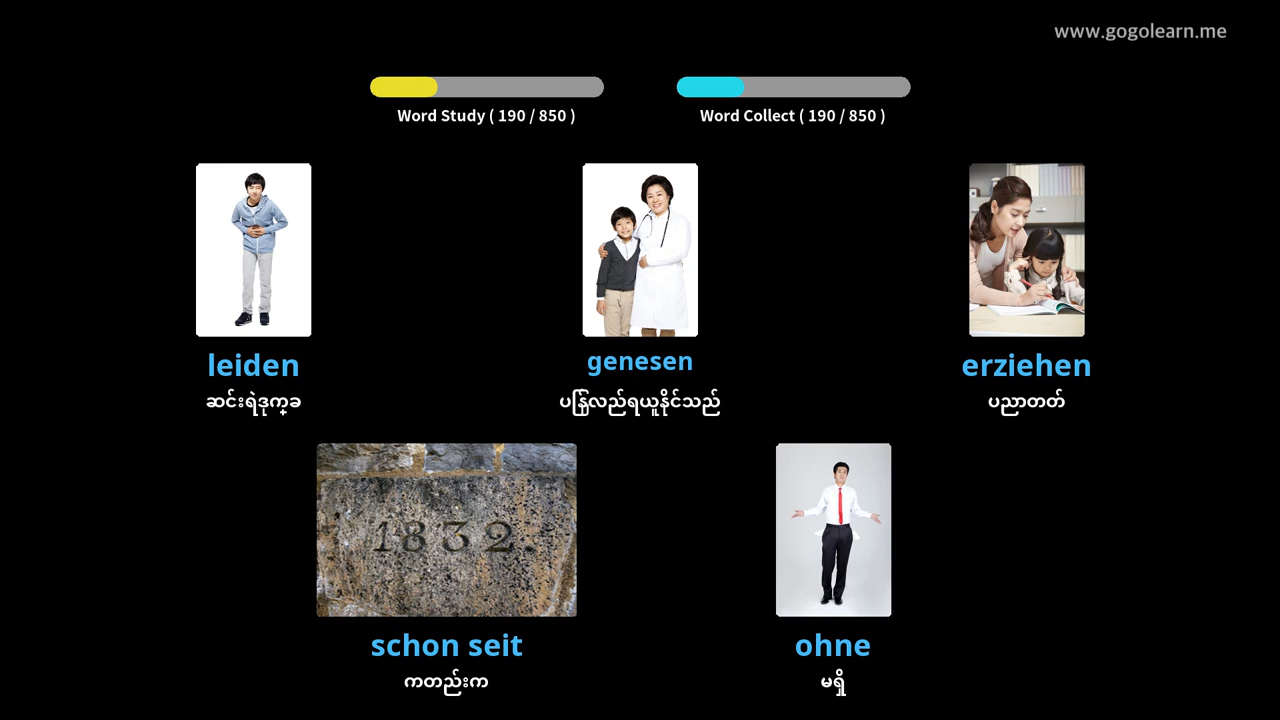 www.gogolearn.me
Word Study ( 190 / 850 )
Word Collect ( 190 / 850 )
leiden
ဆင်းရဲဒုက္ခ
genesen
ပြန်လည်ရယူနိုင်သည်
erziehen
ပညာတတ်
1832
schon seit
ကတည်းက
ohne
မရှိ